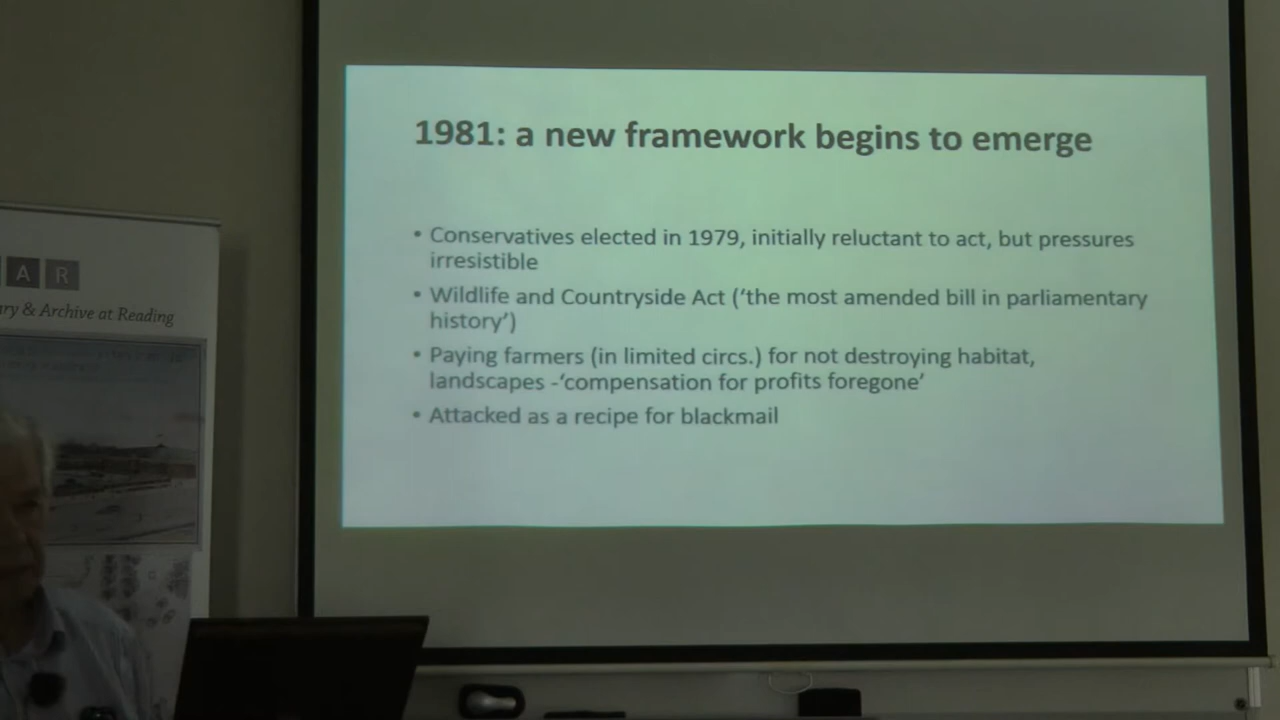 1981: a new framework begins to emerge
• Conservatives elected in 1979, initially reluctant to act, but pressures
irresistible
• Wildlife and Countryside Act (‘the most amended bill in parliamentary
history’)
• Paying farmers (in limited circs.) for not destroying habitat,
landscapes -‘compensation for profits foregone’
• Attacked as a recipe for blackmail
A R
& Archive at Reading